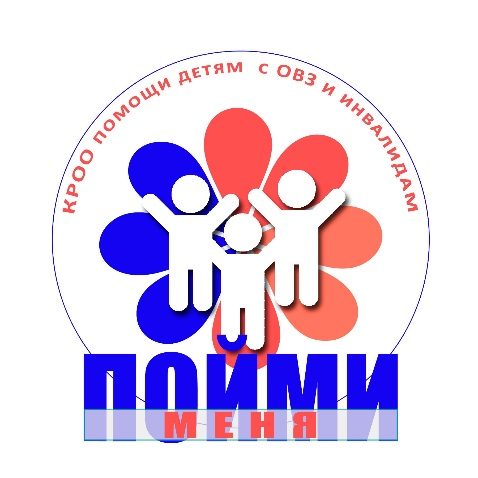 КРОО ПОМОЩИ ДЕТЯМ С ОВЗ И ИНВАЛИДАМ
ПОЙМИ
МЕНЯ